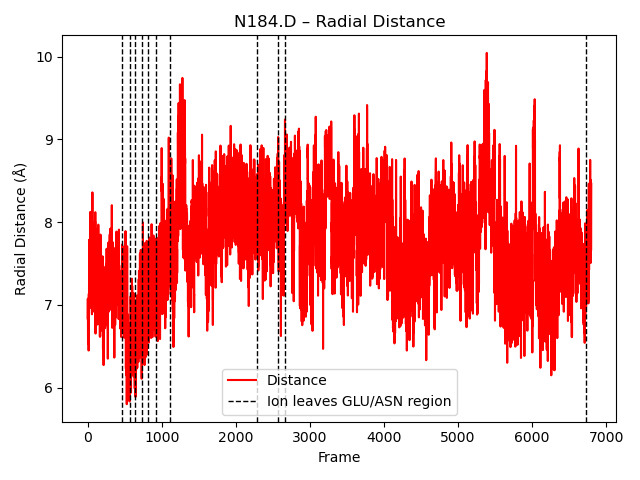 N184.D – Radial Distance
Radial Distance (Å)
10
9
8
7
6
Distance
Ion leaves GLU/ASN region
0 1000 2000 3000 4000 5000 6000 7000
Frame